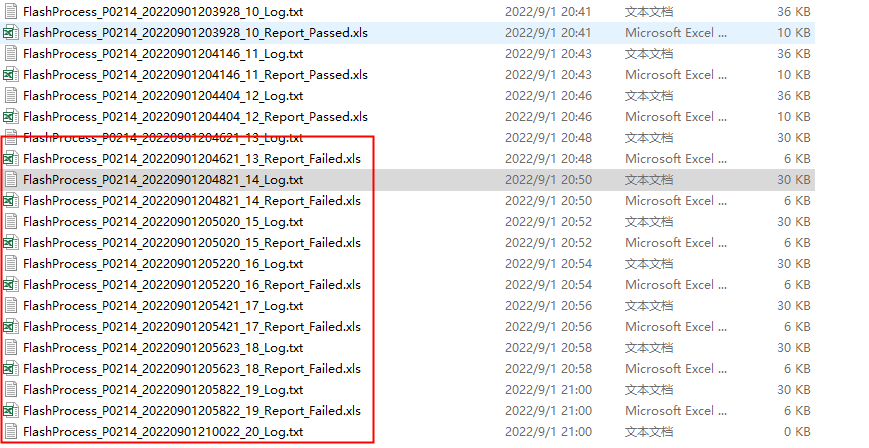 FlashProcess_P0214_20220901203928_10_Log.txt 2022/9/1 20:41 文本文档 36 KB
FlashProcess_P0214_20220901203928_10_Report_Passed.xls 2022/9/1 20:41 Microsoft Excel ... 10 KB
FlashProcess_P0214_20220901204146_11_Log.txt 2022/9/1 20:43 文本文档 36 KB
FlashProcess_P0214_20220901204146_11_Report_Passed.xls 2022/9/1 20:43 Microsoft Excel ... 10 KB
FlashProcess_P0214_20220901204404_12_Log.txt 2022/9/1 20:46 文本文档 36 KB
FlashProcess_P0214_20220901204404_12_Report_Passed.xls 2022/9/1 20:46 Microsoft Excel ... 10 KB
FlashProcess_P0214_20220901204621_13_Log.txt 2022/9/1 20:48 文本文档 30 KB
FlashProcess_P0214_20220901204621_13_Report_Failed.xls 2022/9/1 20:48 Microsoft Excel ... 6 KB
FlashProcess_P0214_20220901204821_14_Log.txt 2022/9/1 20:50 文本文档 30 KB
FlashProcess_P0214_20220901204821_14_Report_Failed.xls 2022/9/1 20:50 Microsoft Excel ... 6 KB
FlashProcess_P0214_20220901205020_15_Log.txt 2022/9/1 20:52 文本文档 30 KB
FlashProcess_P0214_20220901205020_15_Report_Failed.xls 2022/9/1 20:52 Microsoft Excel ... 6 KB
FlashProcess_P0214_20220901205220_16_Log.txt 2022/9/1 20:54 文本文档 30 KB
FlashProcess_P0214_20220901205220_16_Report_Failed.xls 2022/9/1 20:54 Microsoft Excel ... 6 KB
FlashProcess_P0214_20220901205421_17_Log.txt 2022/9/1 20:56 文本文档 30 KB
FlashProcess_P0214_20220901205421_17_Report_Failed.xls 2022/9/1 20:56 Microsoft Excel ... 6 KB
FlashProcess_P0214_20220901205623_18_Log.txt 2022/9/1 20:58 文本文档 30 KB
FlashProcess_P0214_20220901205623_18_Report_Failed.xls 2022/9/1 20:58 Microsoft Excel ... 6 KB
FlashProcess_P0214_20220901205822_19_Log.txt 2022/9/1 21:00 文本文档 30 KB
FlashProcess_P0214_20220901205822_19_Report_Failed.xls 2022/9/1 21:00 Microsoft Excel ... 6 KB
FlashProcess_P0214_20220901210022_20_Log.txt 2022/9/1 21:00 文本文档 0 KB